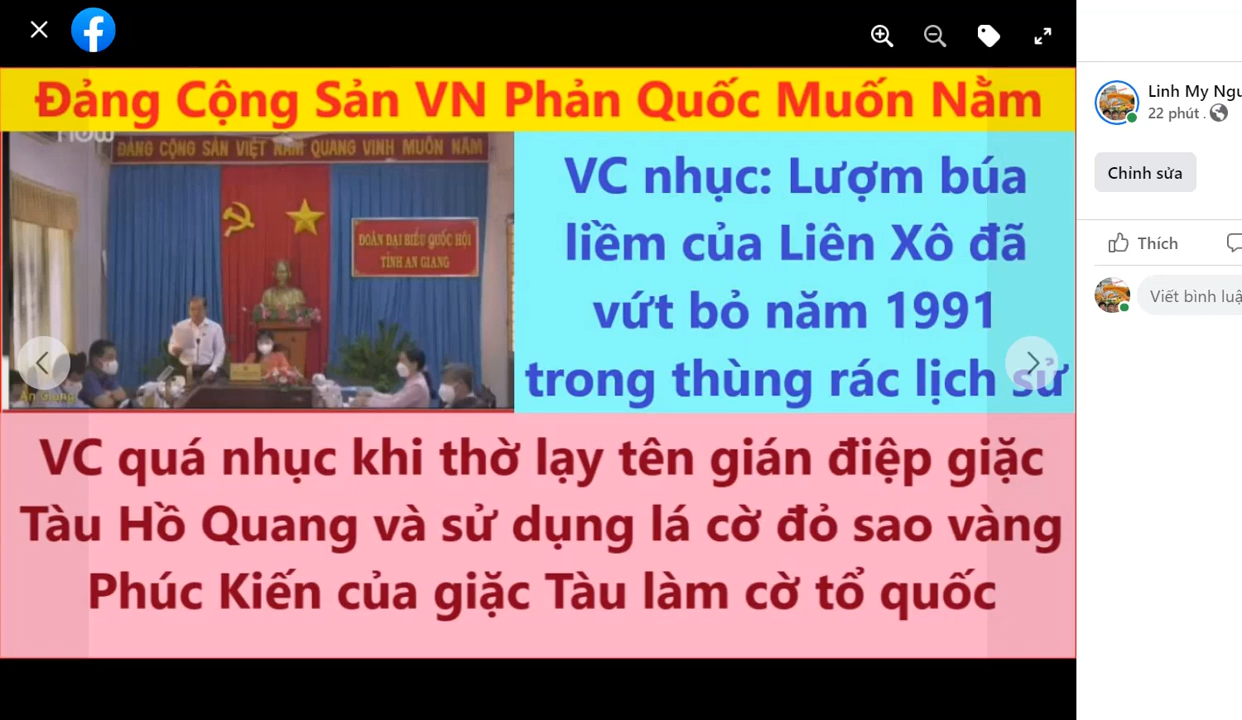 Đảng Cộng Sản VN Phản Quốc Muốn Nằm
now
ĐẢNG CỘNG SẢN VIỆT NAM QUANG VINH MUÔN NĂM
ĐOÀN ĐẠI BIỂU QUỐC HỘI
TỈNH AN GIANG
An Giang
VC nhục: Lượm búa
liềm của Liên Xô đã
vứt bỏ năm 1991
trong thùng rác lịch sử
VC quá nhục khi thờ lạy tên gián điệp giặc
Tàu Hồ Quang và sử dụng lá cờ đỏ sao vàng
Phúc Kiến của giặc Tàu làm cờ tổ quốc
Linh My Ngu
22 phút .
Chỉnh sửa
Thích
Viết bình luậ